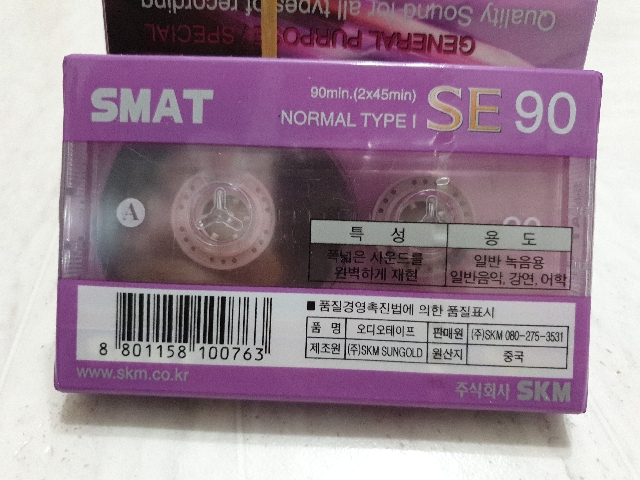 Quality Sound for all types of recording
GENERAL PURPOSE / SPECIAL
SMAT
90min.(2x45min)
NORMAL TYPE I
SE 90
A
90
특 성
용 도
폭넓은 사운드를
완벽하게 재현
일반 녹음용
일반음악, 강연, 어학
■ 품질경영촉진법에 의한 품질표시
품 명 오디오테이프 판매원 (주)SKM 080-275-3531
제조원 (주)SKM SUNGOLD 원산지 중국
8 801158 100763
www.skm.co.kr
주식회사 SKM